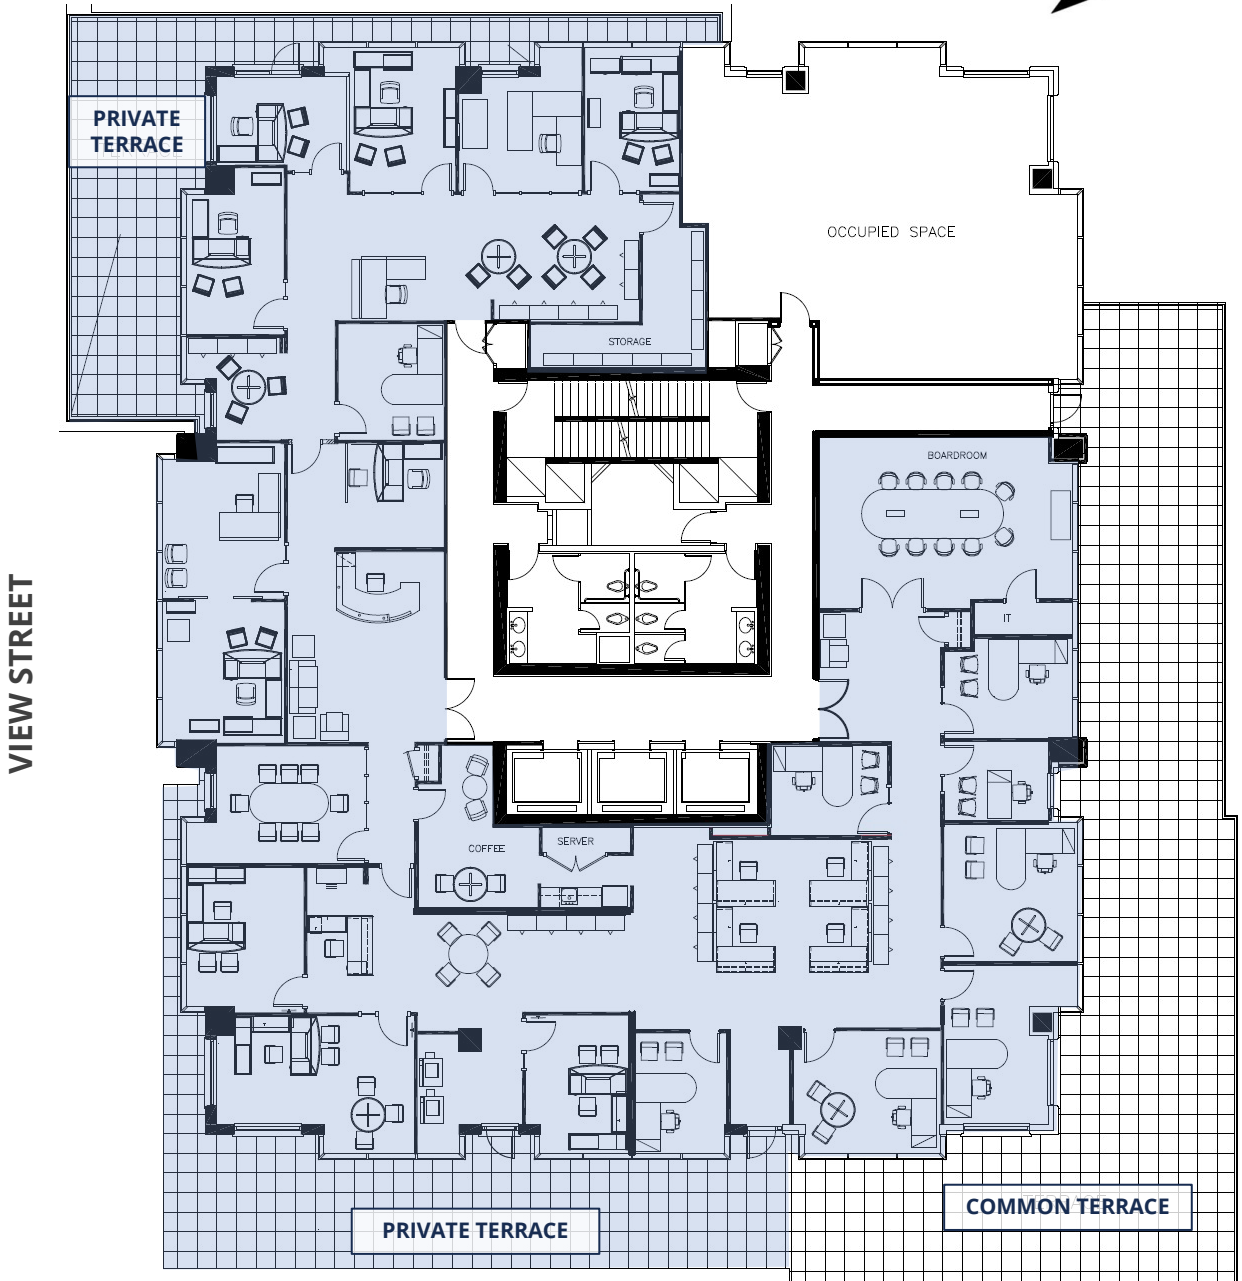 PRIVATE
TERRACE
OCCUPIED SPACE
STORAGE
BOARDROOM
VIEW STREET
IT
COFFEE
SERVER
COMMON TERRACE
PRIVATE TERRACE